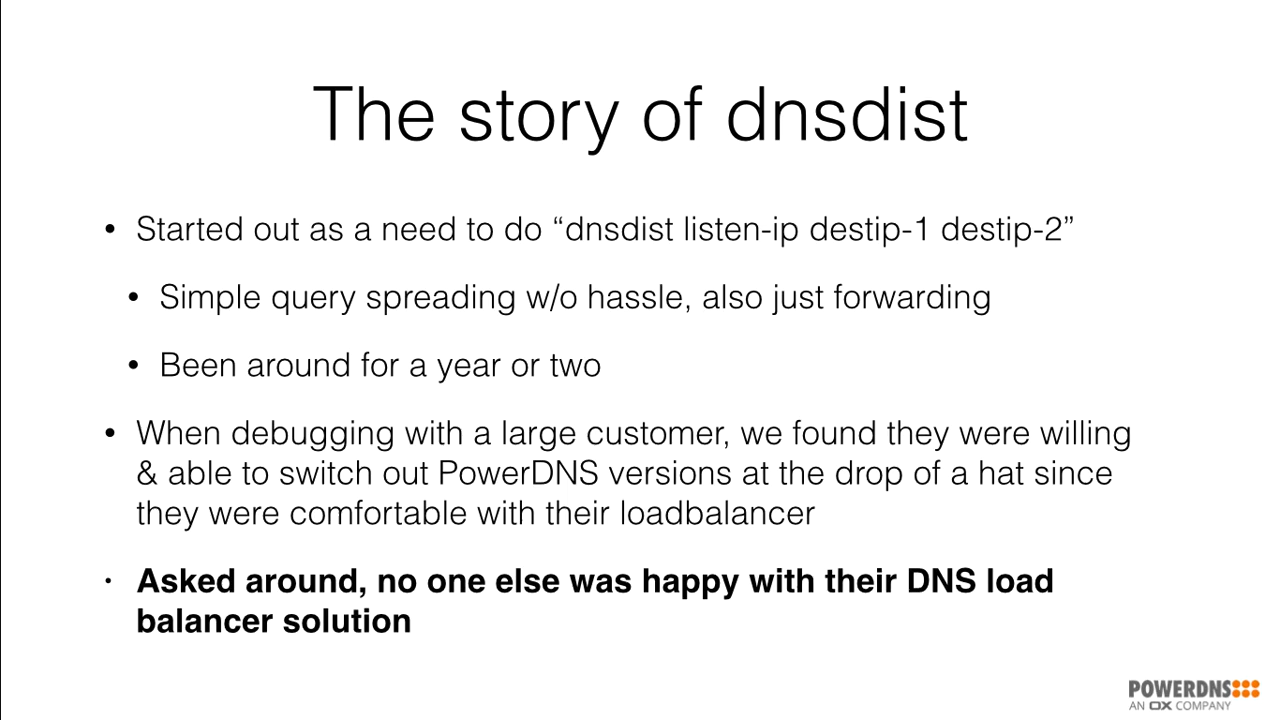 The story of dnsdist
• Started out as a need to do “dnsdist listen-ip destip-1 destip-2”
• Simple query spreading w/o hassle, also just forwarding
• Been around for a year or two
• When debugging with a large customer, we found they were willing
& able to switch out PowerDNS versions at the drop of a hat since
they were comfortable with their loadbalancer
• Asked around, no one else was happy with their DNS load
balancer solution
POWERDNS
AN OX COMPANY